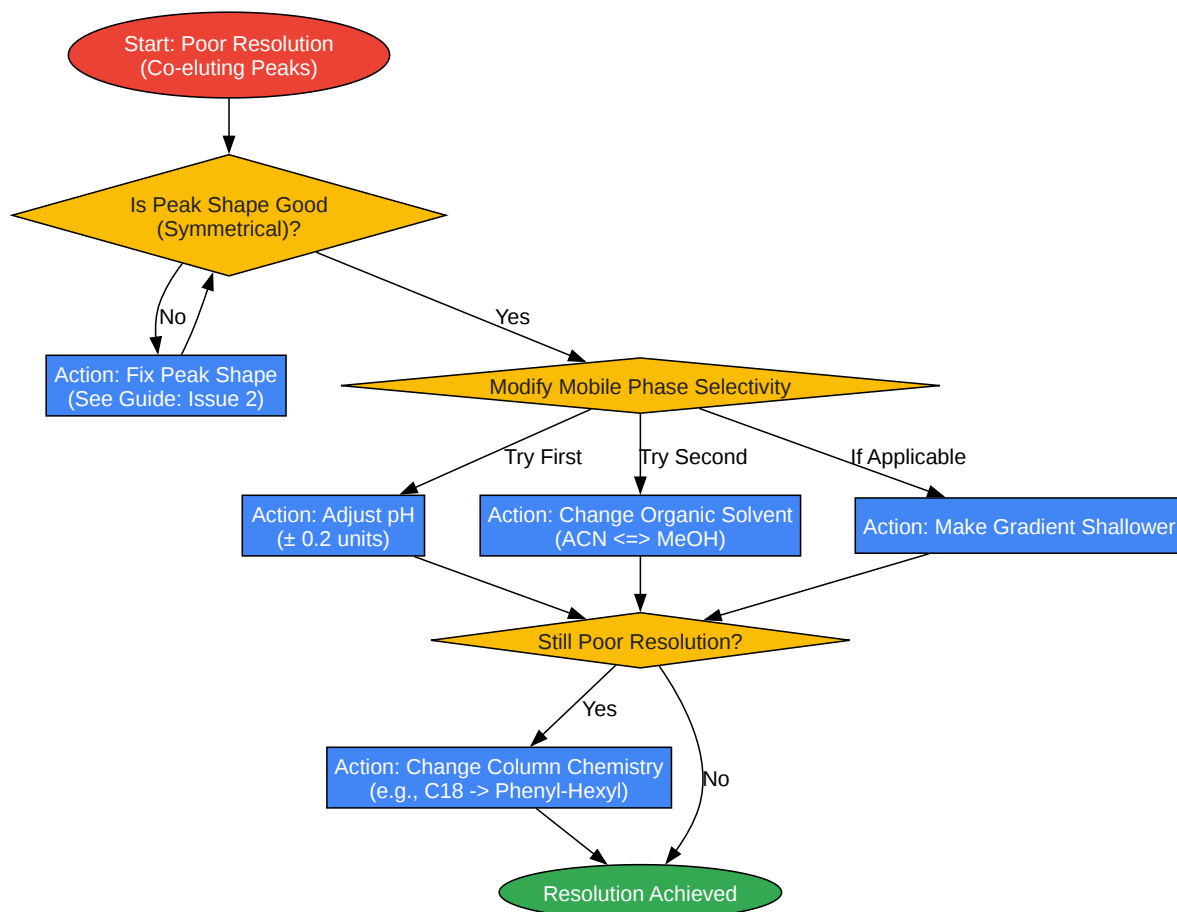 Start: Poor Resolution
(Co-eluting Peaks)
Is Peak Shape Good
(Symmetrical)?
No
Yes
Action: Fix Peak Shape
(See Guide: Issue 2)
Modify Mobile Phase Selectivity
Try First
Try Second
If Applicable
Action: Adjust pH
(± 0.2 units)
Action: Change Organic Solvent
(ACN <=> MeOH)
Action: Make Gradient Shallower
Still Poor Resolution?
Yes
No
Action: Change Column Chemistry
(e.g., C18 -> Phenyl-Hexyl)
Resolution Achieved